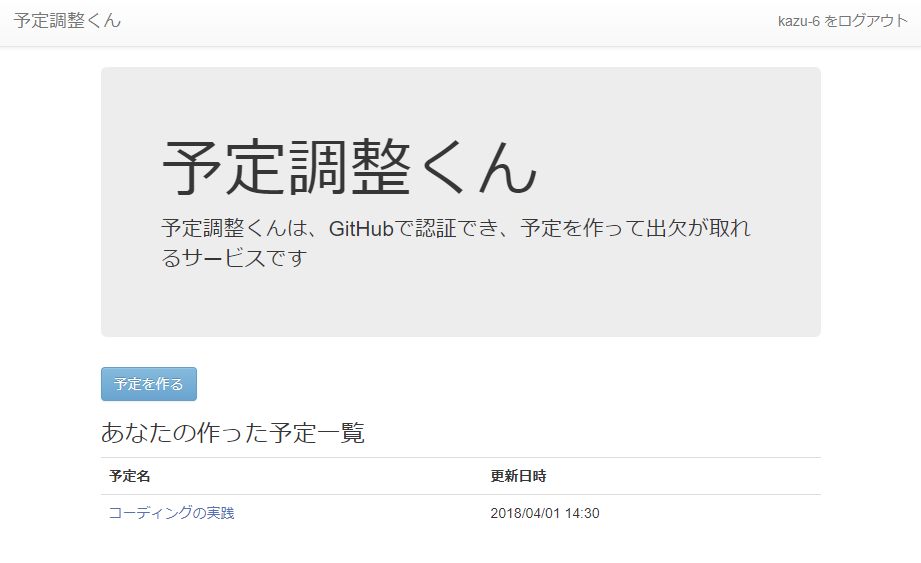 予定調整くん
kazu-6 をログアウト
予定調整くん
予定調整くんは、GitHubで認証でき、予定を作って出欠が取れ
るサービスです
予定を作る
あなたの作った予定一覧
予定名 更新日時
コーディングの実践 2018/04/01 14:30